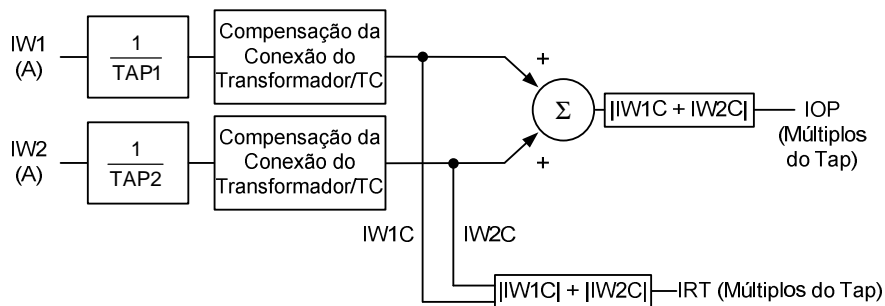 IW1
(A)
1
TAP1
Compensação da
Conexão do
Transformador/TC
+
Σ
|IW1C + IW2C|
IOP
(Múltiplos
do Tap)
IW2
(A)
1
TAP2
Compensação da
Conexão do
Transformador/TC
+
IW1C
IW2C
|IW1C| + |IW2C|
IRT (Múltiplos do Tap)